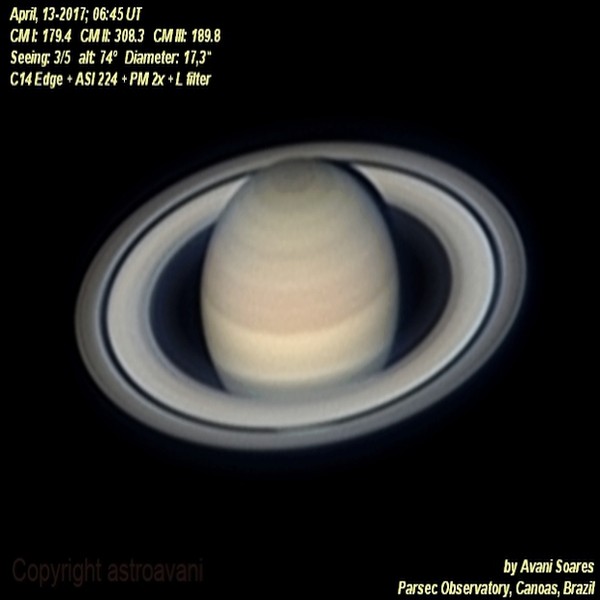 April, 13-2017; 06:45 UT
CM I: 179.4 CM II: 308.3 CM III: 189.8
Seeing: 3/5 alt: 74º Diameter: 17,3"
C14 Edge + ASI 224 + PM 2x + L filter
Copyright astroavani
by Avani Soares
Parsec Observatory, Canoas, Brazil